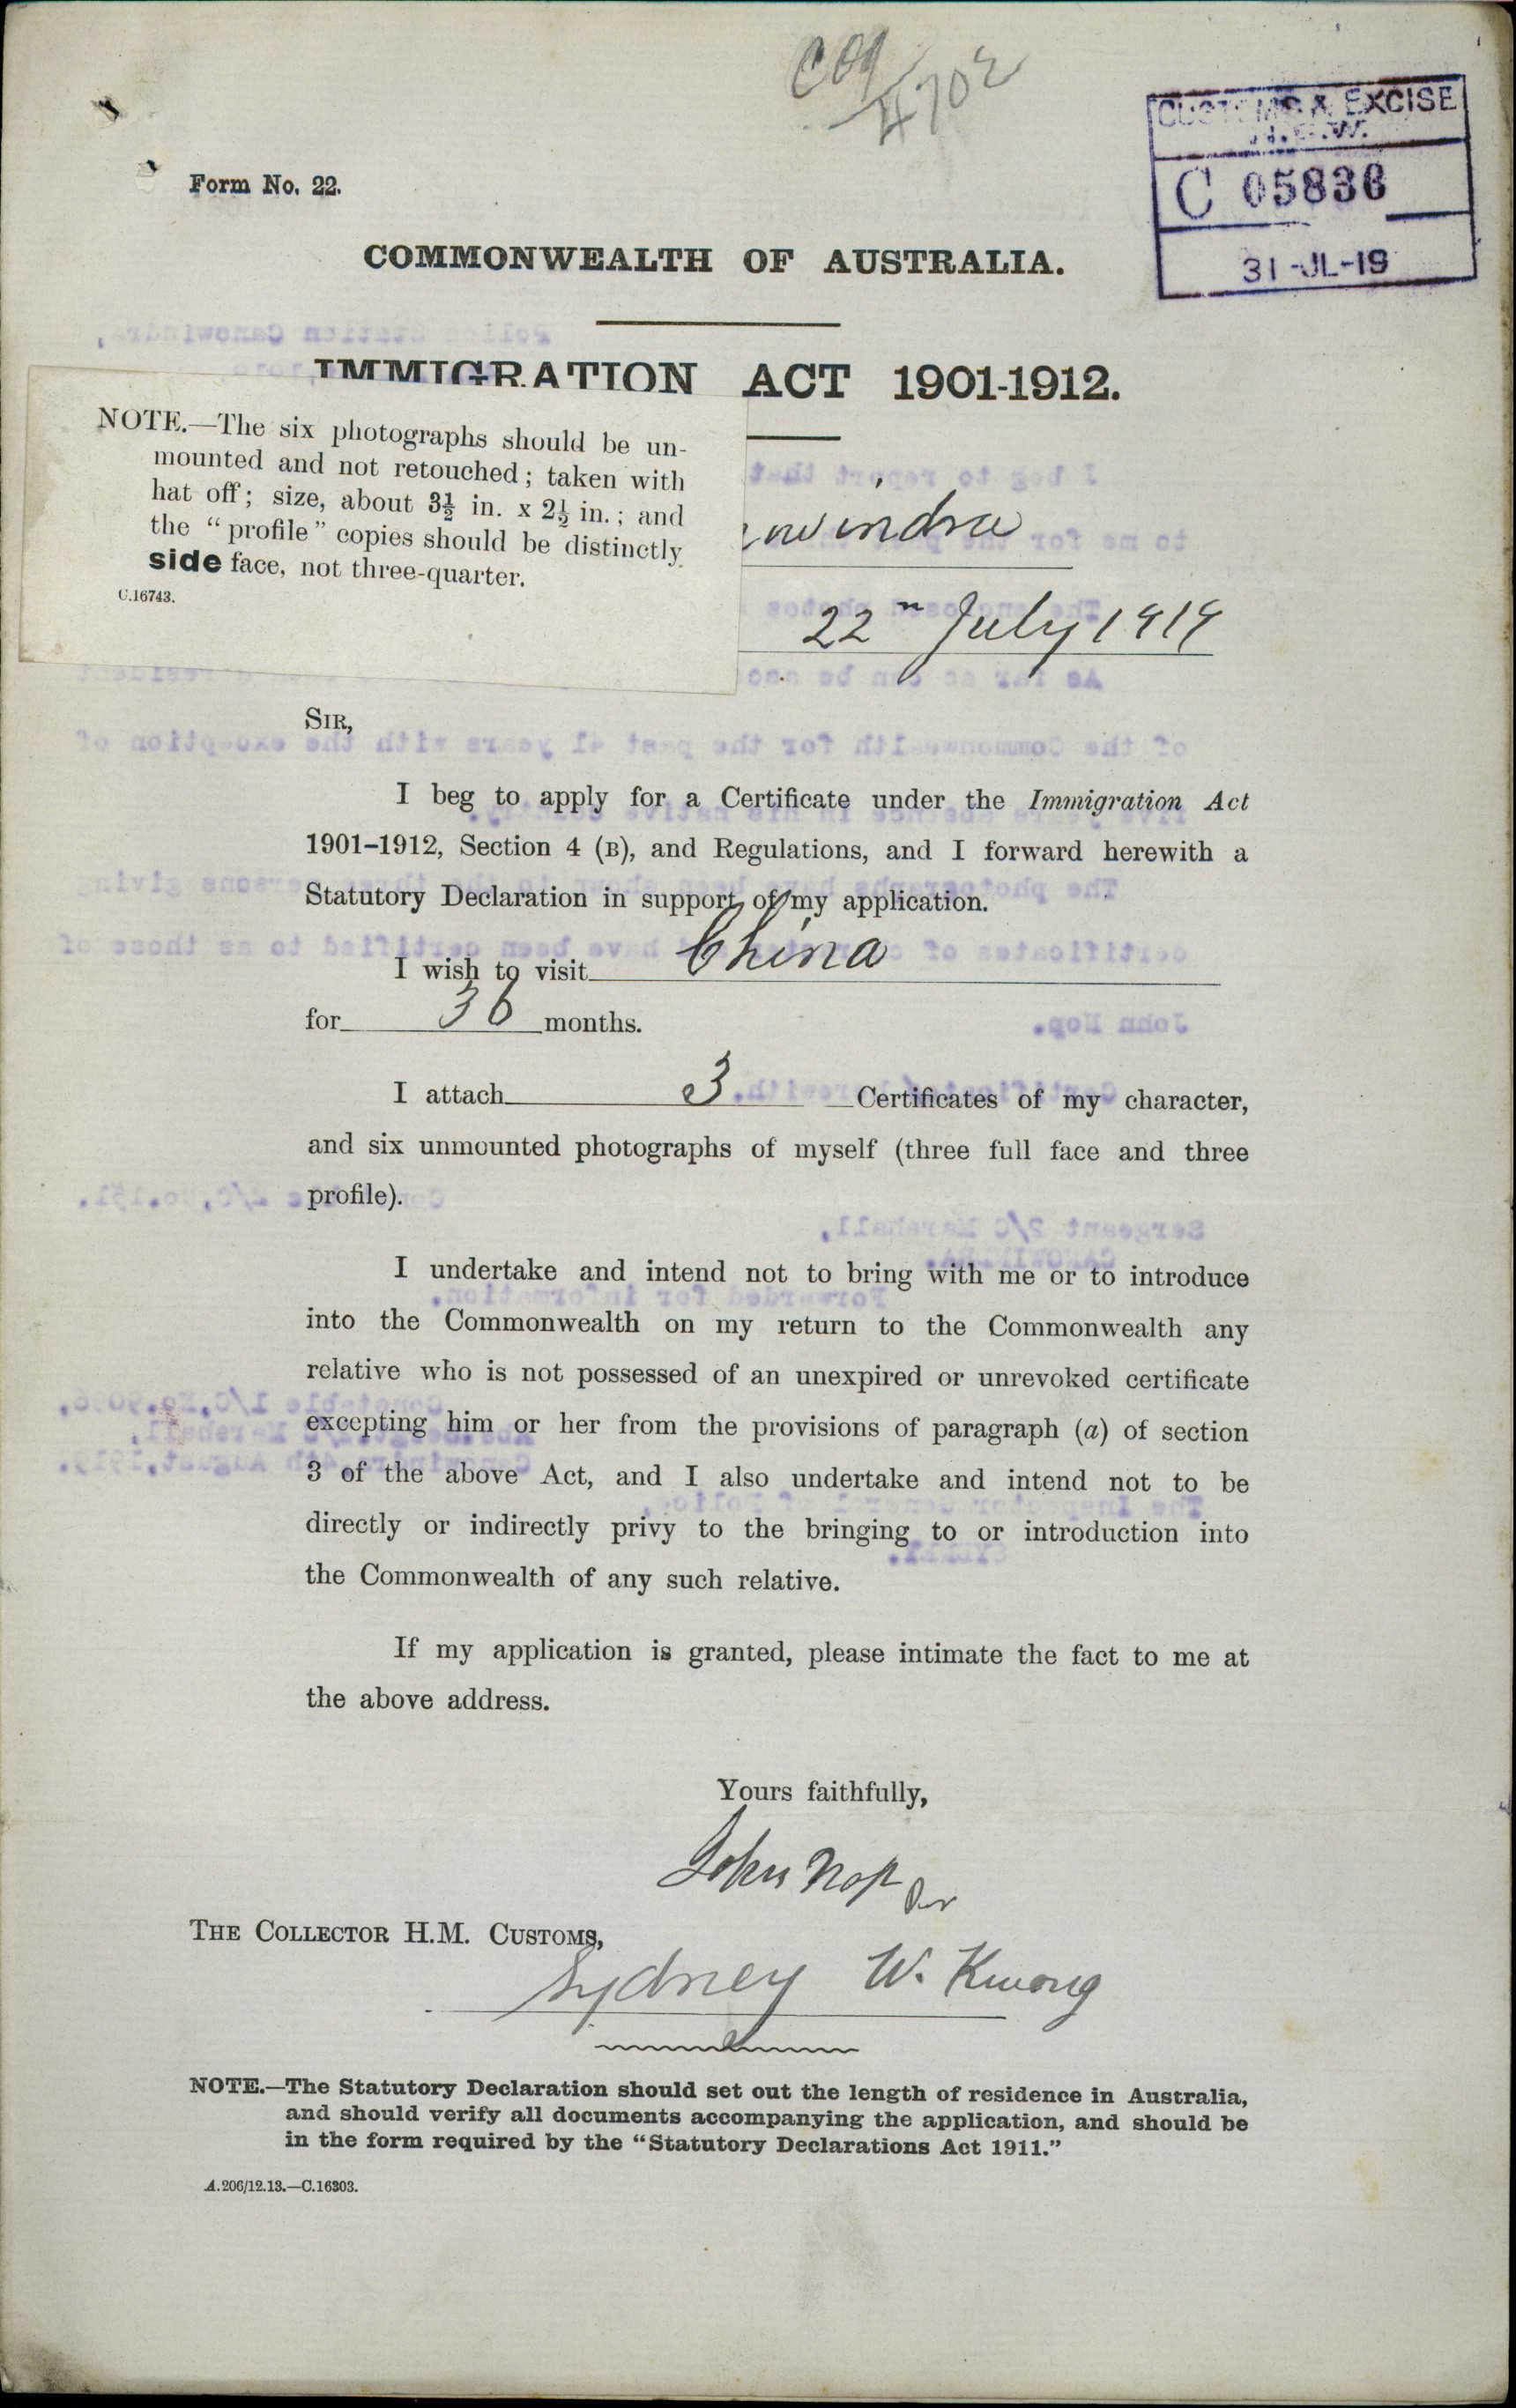 C09/4702
CUSTOMS & EXCISE
N.S.W.
C 05836
31-JL-19
Form No. 22.
COMMONWEALTH OF AUSTRALIA.
IMMIGRATION ACT 1901-1912.
NOTE.—The six photographs should be un-
mounted and not retouched; taken with
hat off; size, about 3½ in. x 2½ in.; and
the "profile" copies should be distinctly
side face, not three-quarter.
C.16743.
owindra
22n July 1919
SIR,
I beg to apply for a Certificate under the Immigration Act
1901–1912, Section 4 (B), and Regulations, and I forward herewith a
Statutory Declaration in support of my application.
I wish to visit China
for 36 months.
I attach 3 Certificates of my character,
and six unmounted photographs of myself (three full face and three
profile).
I undertake and intend not to bring with me or to introduce
into the Commonwealth on my return to the Commonwealth any
relative who is not possessed of an unexpired or unrevoked certificate
excepting him or her from the provisions of paragraph (a) of section
3 of the above Act, and I also undertake and intend not to be
directly or indirectly privy to the bringing to or introduction into
the Commonwealth of any such relative.
If my application is granted, please intimate the fact to me at
the above address.
Yours faithfully,
John Nop
Per
THE COLLECTOR H.M. CUSTOMS,
Sydney W. Kwong
NOTE.—The Statutory Declaration should set out the length of residence in Australia,
and should verify all documents accompanying the application, and should be
in the form required by the "Statutory Declarations Act 1911."
A.206/12.13.—C.16303.